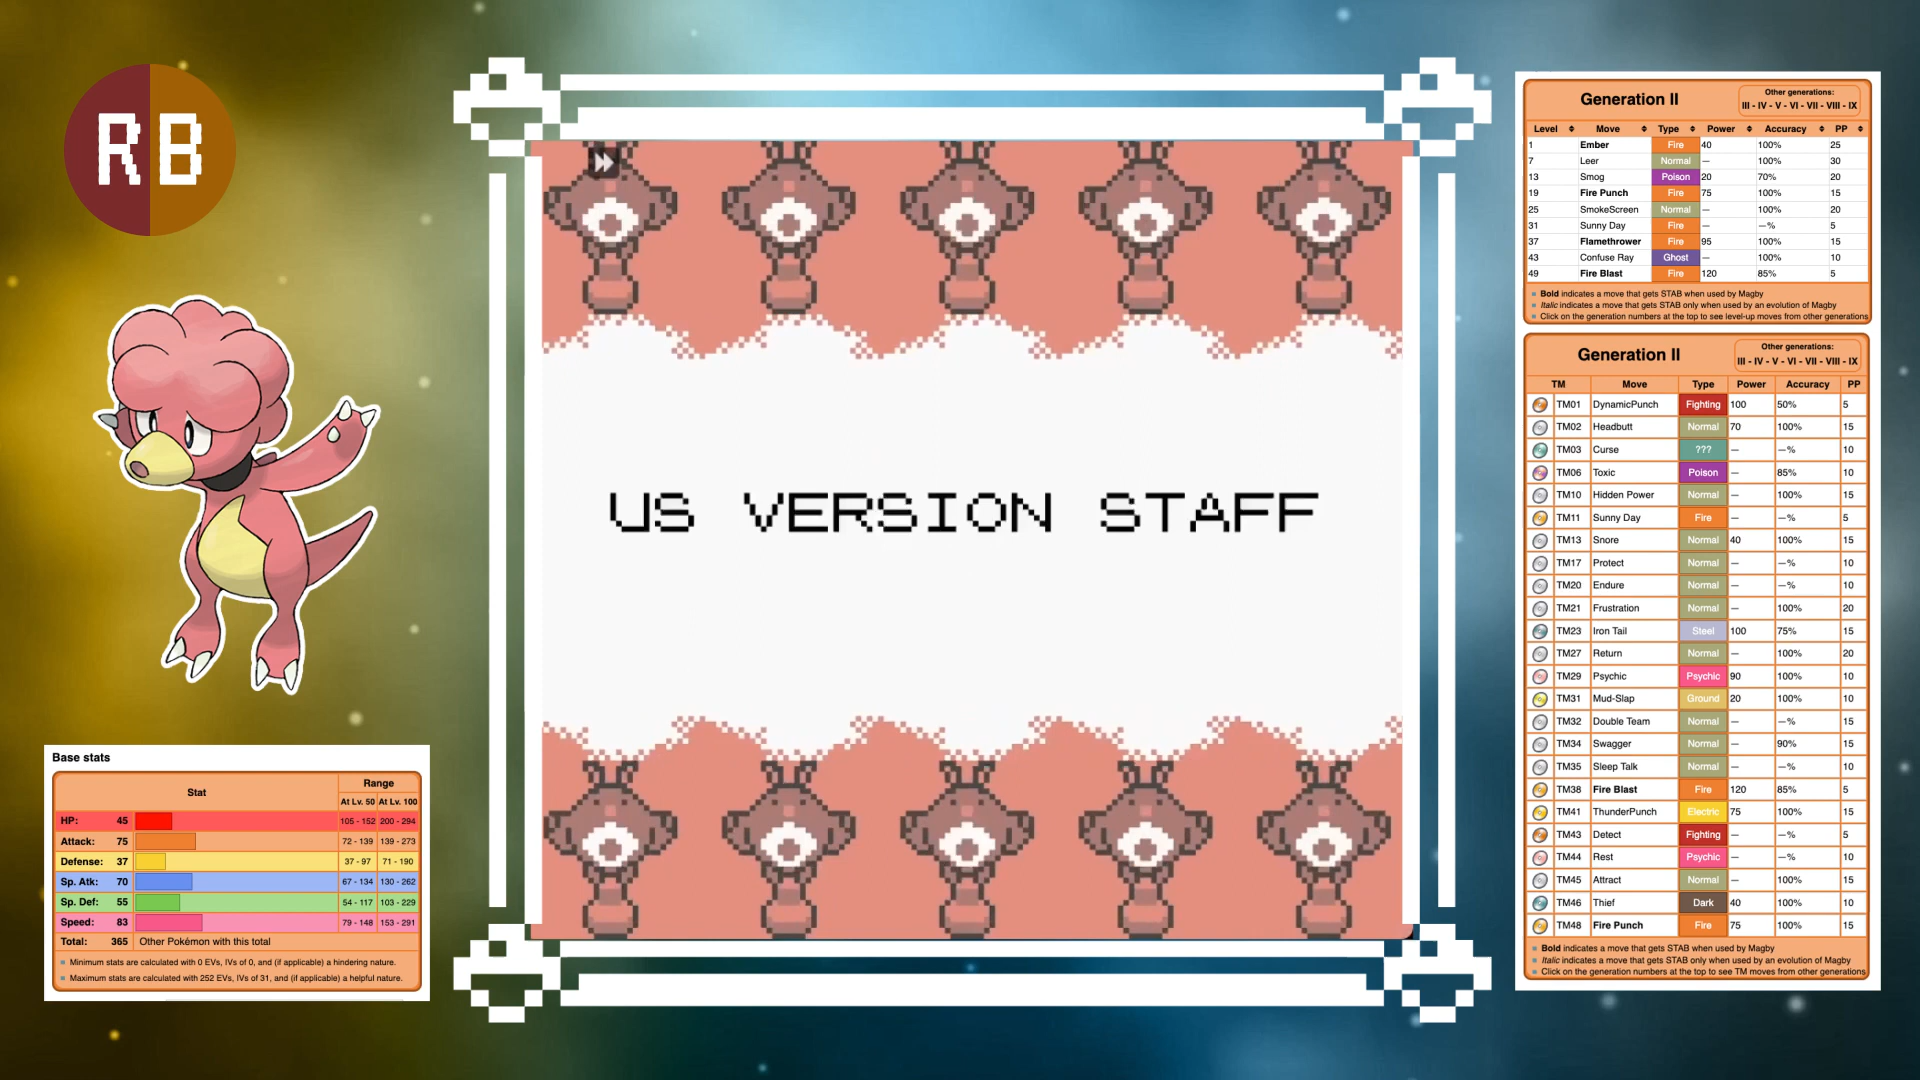 RB
US VERSION STAFF
Base stats
Stat Range
At Lv. 50 At Lv. 100
HP: 45 105 - 152 200 - 294
Attack: 75 72 - 139 139 - 273
Defense: 37 37 - 97 71 - 190
Sp. Atk: 70 67 - 134 130 - 262
Sp. Def: 55 54 - 117 103 - 229
Speed: 83 79 - 148 153 - 291
Total: 365 Other Pokémon with this total
Minimum stats are calculated with 0 EVs, IVs of 0, and (if applicable) a hindering nature.
Maximum stats are calculated with 252 EVs, IVs of 31, and (if applicable) a helpful nature.
Generation II Other generations:
III - IV - V - VI - VII - VIII - IX
Level Move Type Power Accuracy PP
1 Ember Fire 40 100% 25
7 Leer Normal — 100% 30
13 Smog Poison 20 70% 20
19 Fire Punch Fire 75 100% 15
25 SmokeScreen Normal — 100% 20
31 Sunny Day Fire — —% 5
37 Flamethrower Fire 95 100% 15
43 Confuse Ray Ghost — 100% 10
49 Fire Blast Fire 120 85% 5
Bold indicates a move that gets STAB when used by Magby
Italic indicates a move that gets STAB only when used by an evolution of Magby
Click on the generation numbers at the top to see level-up moves from other generations
Generation II Other generations:
III - IV - V - VI - VII - VIII - IX
TM Move Type Power Accuracy PP
TM01 DynamicPunch Fighting 100 50% 5
TM02 Headbutt Normal 70 100% 15
TM03 Curse ??? — —% 10
TM06 Toxic Poison — 85% 10
TM10 Hidden Power Normal — 100% 15
TM11 Sunny Day Fire — —% 5
TM13 Snore Normal 40 100% 15
TM17 Protect Normal — —% 10
TM20 Endure Normal — —% 10
TM21 Frustration Normal — 100% 20
TM23 Iron Tail Steel 100 75% 15
TM27 Return Normal — 100% 20
TM29 Psychic Psychic 90 100% 10
TM31 Mud-Slap Ground 20 100% 10
TM32 Double Team Normal — —% 15
TM34 Swagger Normal — 90% 15
TM35 Sleep Talk Normal — —% 10
TM38 Fire Blast Fire 120 85% 5
TM41 ThunderPunch Electric 75 100% 15
TM43 Detect Fighting — —% 5
TM44 Rest Psychic — —% 10
TM45 Attract Normal — 100% 15
TM46 Thief Dark 40 100% 10
TM48 Fire Punch Fire 75 100% 15
Bold indicates a move that gets STAB when used by Magby
Italic indicates a move that gets STAB only when used by an evolution of Magby
Click on the generation numbers at the top to see TM moves from other generations